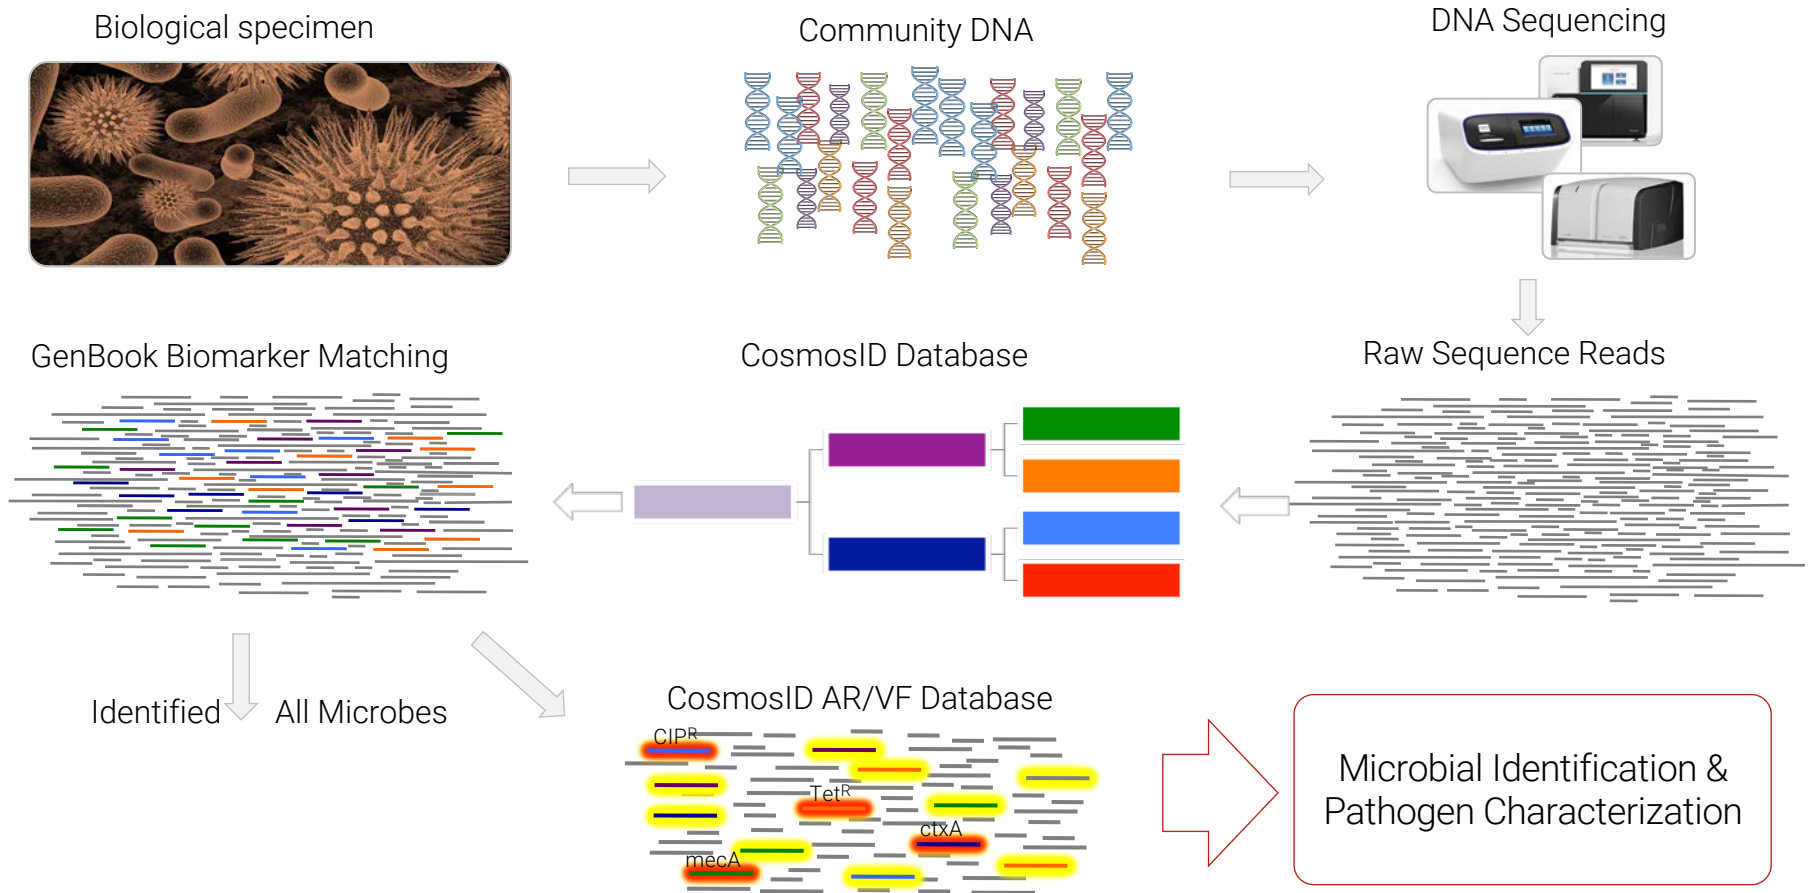 Biological specimen
Community DNA
DNA Sequencing
GenBook Biomarker Matching
CosmosID Database
Raw Sequence Reads
Identified
All Microbes
CosmosID AR/VF Database
CIPᴿ
Tetᴿ
ctxA
mecA
Microbial Identification &
Pathogen Characterization